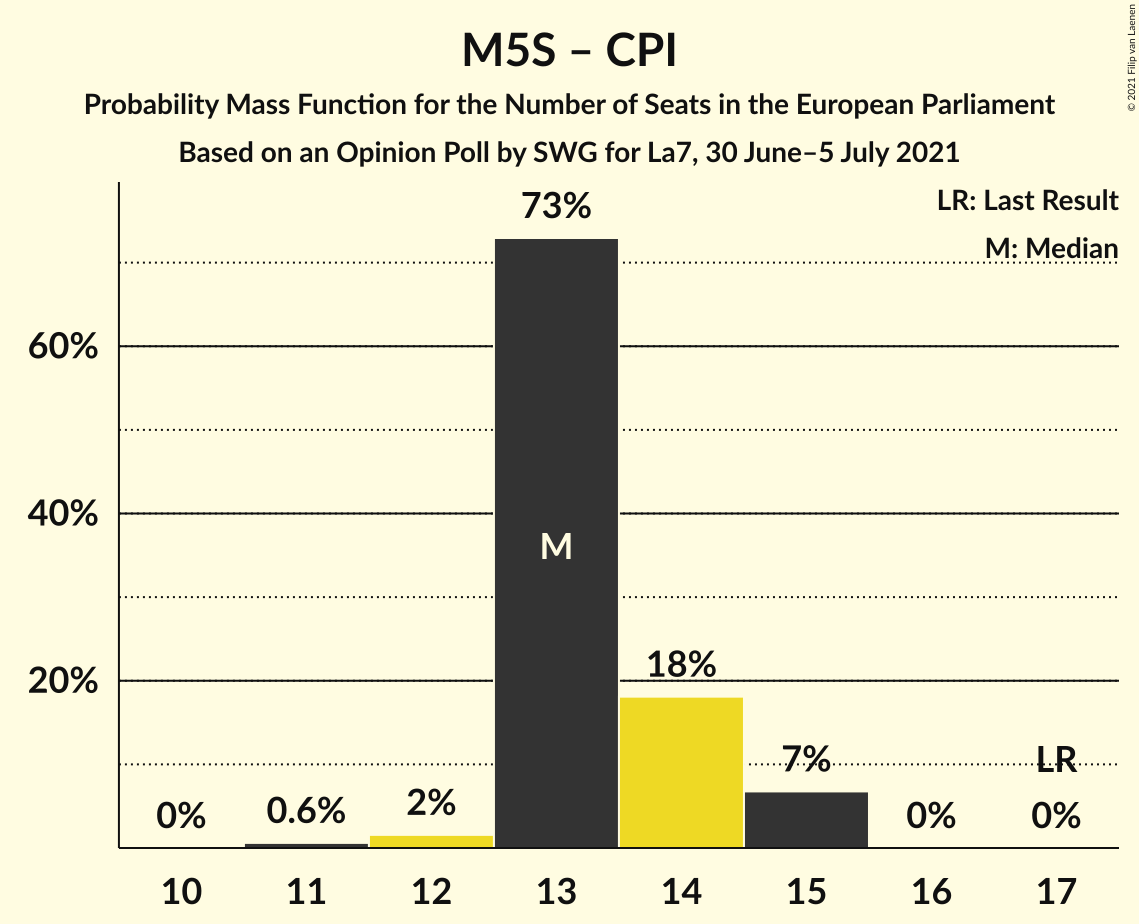 M5S – CPI
Probability Mass Function for the Number of Seats in the European Parliament
Based on an Opinion Poll by SWG for La7, 30 June–5 July 2021
© 2021 Filip van Laenen
LR: Last Result
M: Median
60%
40%
20%
0%
0.6%
2%
73%
M
18%
7%
0%
LR
0%
10 11 12 13 14 15 16 17